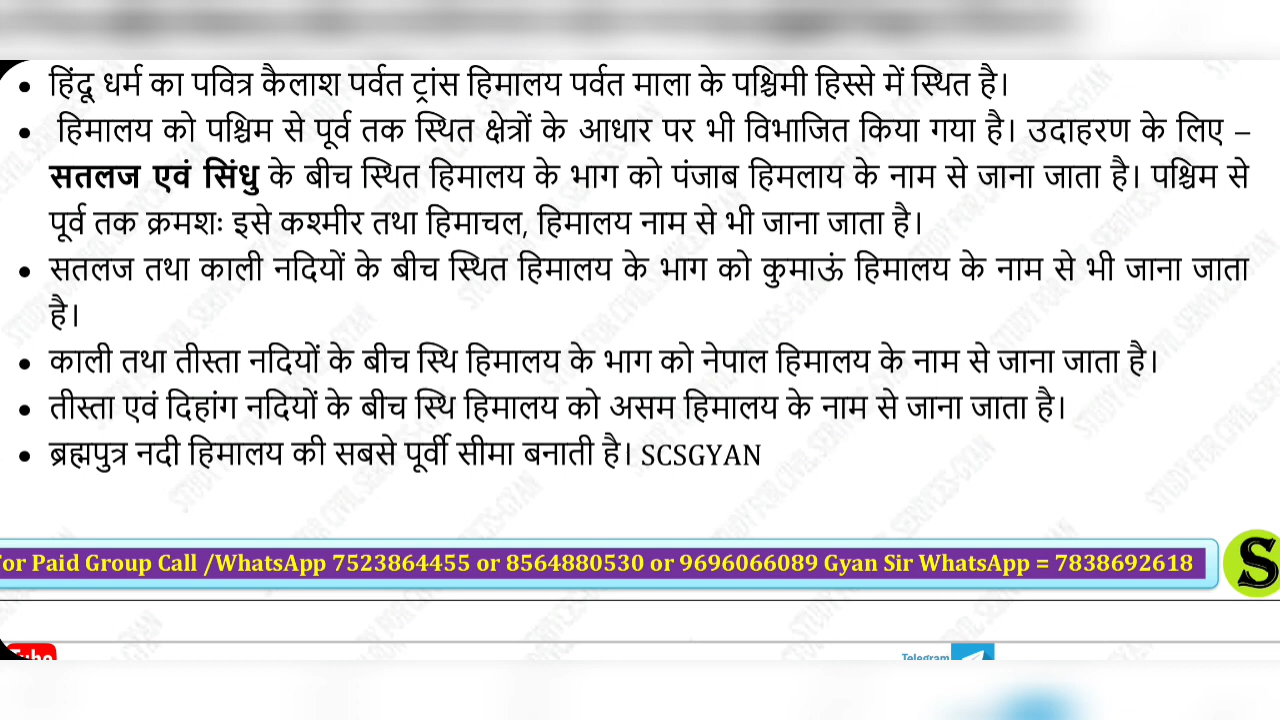 • हिंदू धर्म का पवित्र कैलाश पर्वत ट्रांस हिमालय पर्वत माला के पश्चिमी हिस्से में स्थित है।
• हिमालय को पश्चिम से पूर्व तक स्थित क्षेत्रों के आधार पर भी विभाजित किया गया है। उदाहरण के लिए –
सतलज एवं सिंधु के बीच स्थित हिमालय के भाग को पंजाब हिमलाय के नाम से जाना जाता है। पश्चिम से
पूर्व तक क्रमशः इसे कश्मीर तथा हिमाचल, हिमालय नाम से भी जाना जाता है।
• सतलज तथा काली नदियों के बीच स्थित हिमालय के भाग को कुमाऊं हिमालय के नाम से भी जाना जाता
है।
• काली तथा तीस्ता नदियों के बीच स्थि हिमालय के भाग को नेपाल हिमालय के नाम से जाना जाता है।
• तीस्ता एवं दिहांग नदियों के बीच स्थि हिमालय को असम हिमालय के नाम से जाना जाता है।
• ब्रह्मपुत्र नदी हिमालय की सबसे पूर्वी सीमा बनाती है। SCSGYAN
or Paid Group Call /WhatsApp 7523864455 or 8564880530 or 9696066089 Gyan Sir WhatsApp = 7838692618
S
Telegram